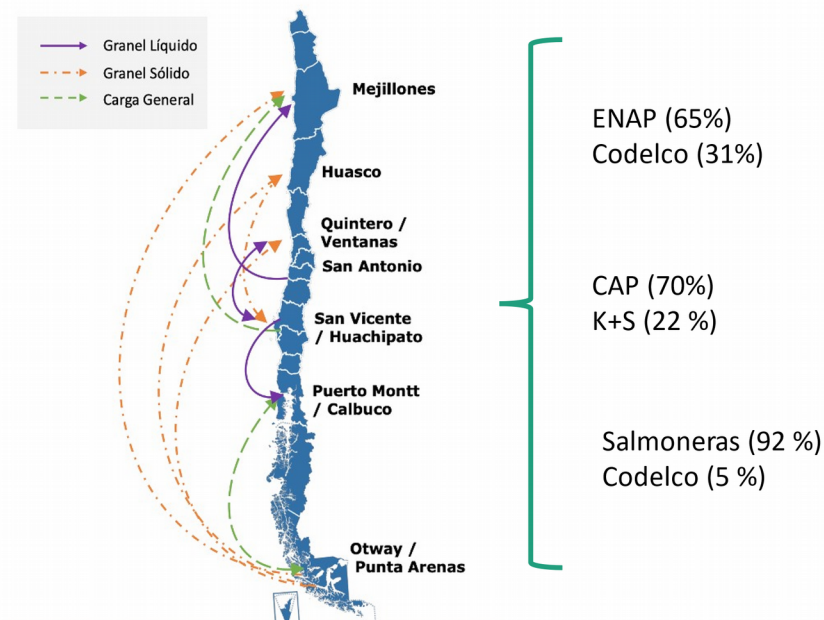 Granel Líquido
Granel Sólido
Carga General
Mejillones
Huasco
Quintero /
Ventanas
San Antonio
San Vicente
/ Huachipato
Puerto Montt
/ Calbuco
Otway /
Punta Arenas
ENAP (65%)
Codelco (31%)
CAP (70%)
K+S (22 %)
Salmoneras (92 %)
Codelco (5 %)